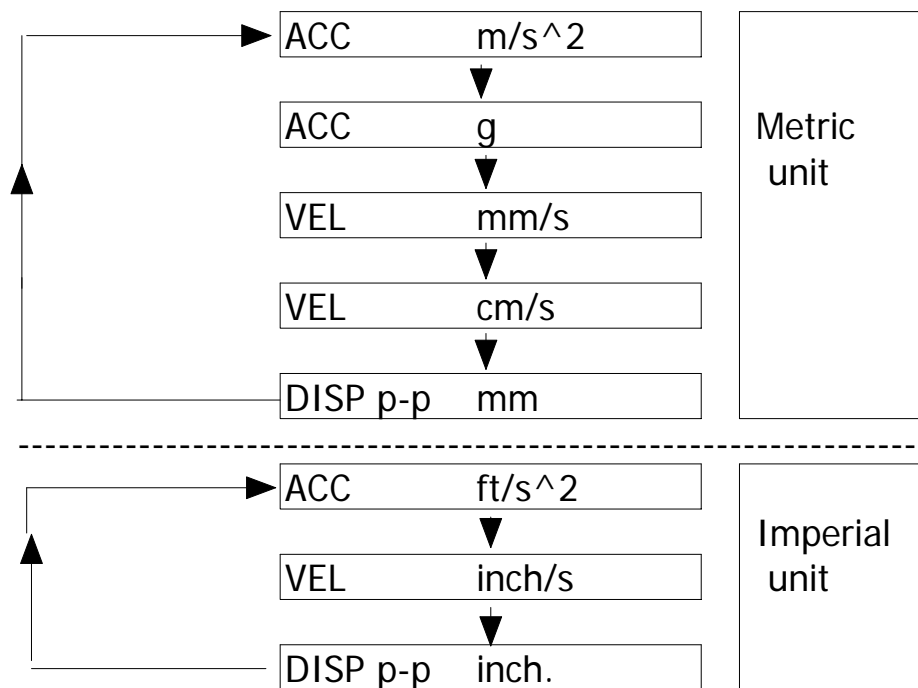 ACC m/s^2
ACC g
VEL mm/s
VEL cm/s
DISP p-p mm
Metric
unit
ACC ft/s^2
VEL inch/s
DISP p-p inch.
Imperial
unit